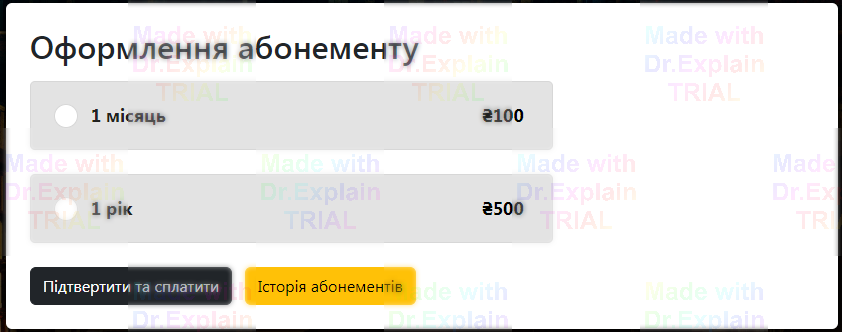 Оформлення абонементу
1 місяць ₴100
1 рік ₴500
Підтвертити та сплатити Історія абонементів
Made with Dr.Explain TRIAL
Made with Dr.Explain TRIAL
Made with Dr.Explain TRIAL
Made with Dr.Explain TRIAL
Made with Dr.Explain TRIAL
Made with Dr.Explain TRIAL
Made with Dr.Ex TRIAL
Made with Dr.Explain
Made with Dr.Explain
Made with Dr.Explain